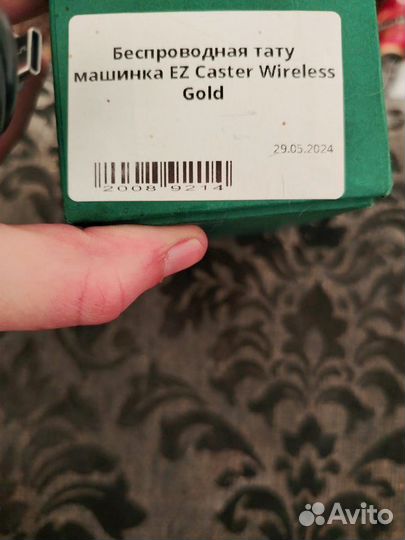 Беспроводная тату
машинка EZ Caster Wireless
Gold
29.05.2024
2008 9214
Avito